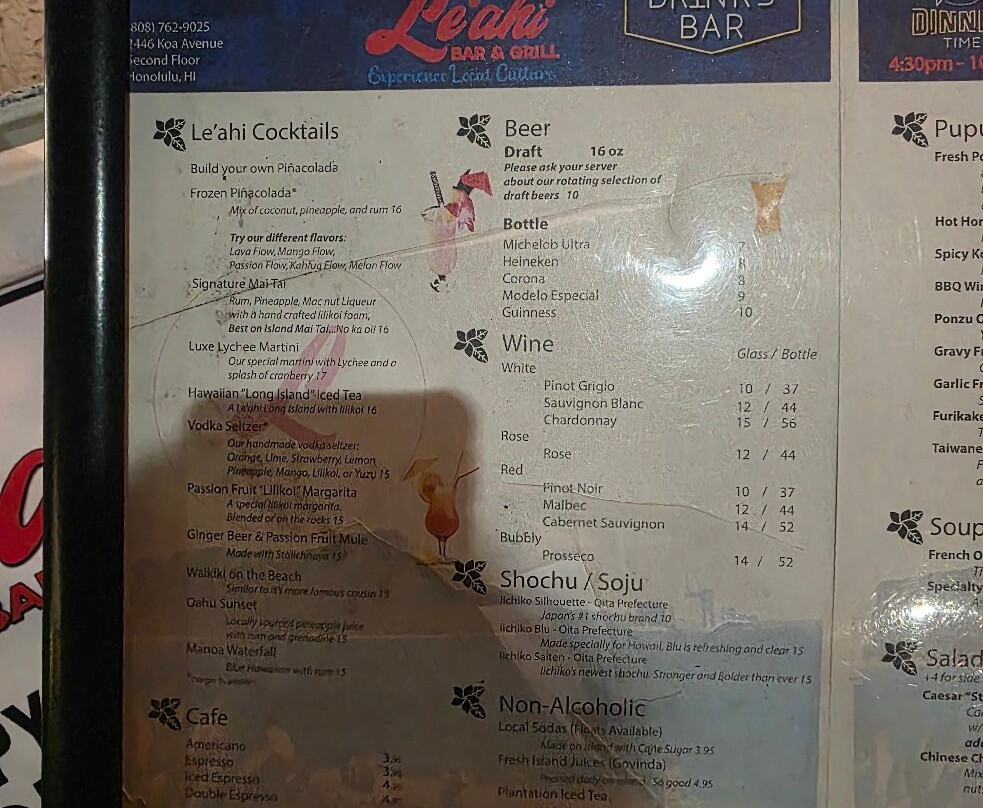 808) 762-9025
2446 Koa Avenue
Second Floor
Honolulu, HI
Le'ahi
BAR & GRILL
Experience Local Culture
DRINKS
BAR
DINNE
TIME
4:30pm - 10
Le'ahi Cocktails
Build your own Piñacolada
Frozen Piñacolada*
Mix of coconut, pineapple, and rum 16
Try our different flavors:
Lava Flow, Mango Flow,
Passion Flow, Kahlua Flow, Melon Flow
Signature Mai Tai
Rum, Pineapple, Mac nut Liqueur
with a hand crafted lilikoi foam,
Best on Island Mai Tai...No ka oi! 16
Luxe Lychee Martini
Our special martini with Lychee and a
splash of cranberry 17
Hawaiian "Long Island" Iced Tea
A Le'ahi Long Island with lilikoi 16
Vodka Seltzer*
Our handmade vodka seltzer:
Orange, Lime, Strawberry, Lemon
Pineapple, Mango, Lilikoi, or Yuzu 15
Passion Fruit "Lilikoi" Margarita
A special lilikoi margarita.
Blended or on the rocks 15
Ginger Beer & Passion Fruit Mule
Made with Stolichnaya 15
Waikiki on the Beach
Similar to it's more famous cousin 15
Oahu Sunset
Locally sourced pineapple juice
with rum and grenadine 15
Manoa Waterfall
Blue Hawaiian with rum 15
Cafe
Americano 3.95
Espresso 3.95
Iced Espresso 4.
Double Espresso 4.
Beer
Draft 16 oz
Please ask your server
about our rotating selection of
draft beers 10
Bottle
Michelob Ultra 7
Heineken 8
Corona 8
Modelo Especial 9
Guinness 10
Wine
Glass / Bottle
White
Pinot Grigio 10 / 37
Sauvignon Blanc 12 / 44
Chardonnay 15 / 56
Rose
Rose 12 / 44
Red
Pinot Noir 10 / 37
Malbec 12 / 44
Cabernet Sauvignon 14 / 52
Bubbly
Prosseco 14 / 52
Shochu / Soju
Iichiko Silhouette - Oita Prefecture
Japan's #1 shochu brand 10
Iichiko Blu - Oita Prefecture
Made specially for Hawaii, Blu is refreshing and clear 15
Iichiko Saiten - Oita Prefecture
Iichiko's newest shochu. Stronger and bolder than ever 15
Non-Alcoholic
Local Sodas (Floats Available)
Made on island with Cane Sugar 3.95
Fresh Island Juices (Govinda)
Pressed daily on island. So good 4.95
Plantation Iced Tea
Pupu
Fresh Po
Hot Hon
Spicy Ko
BBQ Win
Ponzu C
Gravy Fr
Garlic Fr
Furikake
Taiwane
Soup
French O
Specialty
Salad
+4 for side
Caesar "St
Chinese Ch